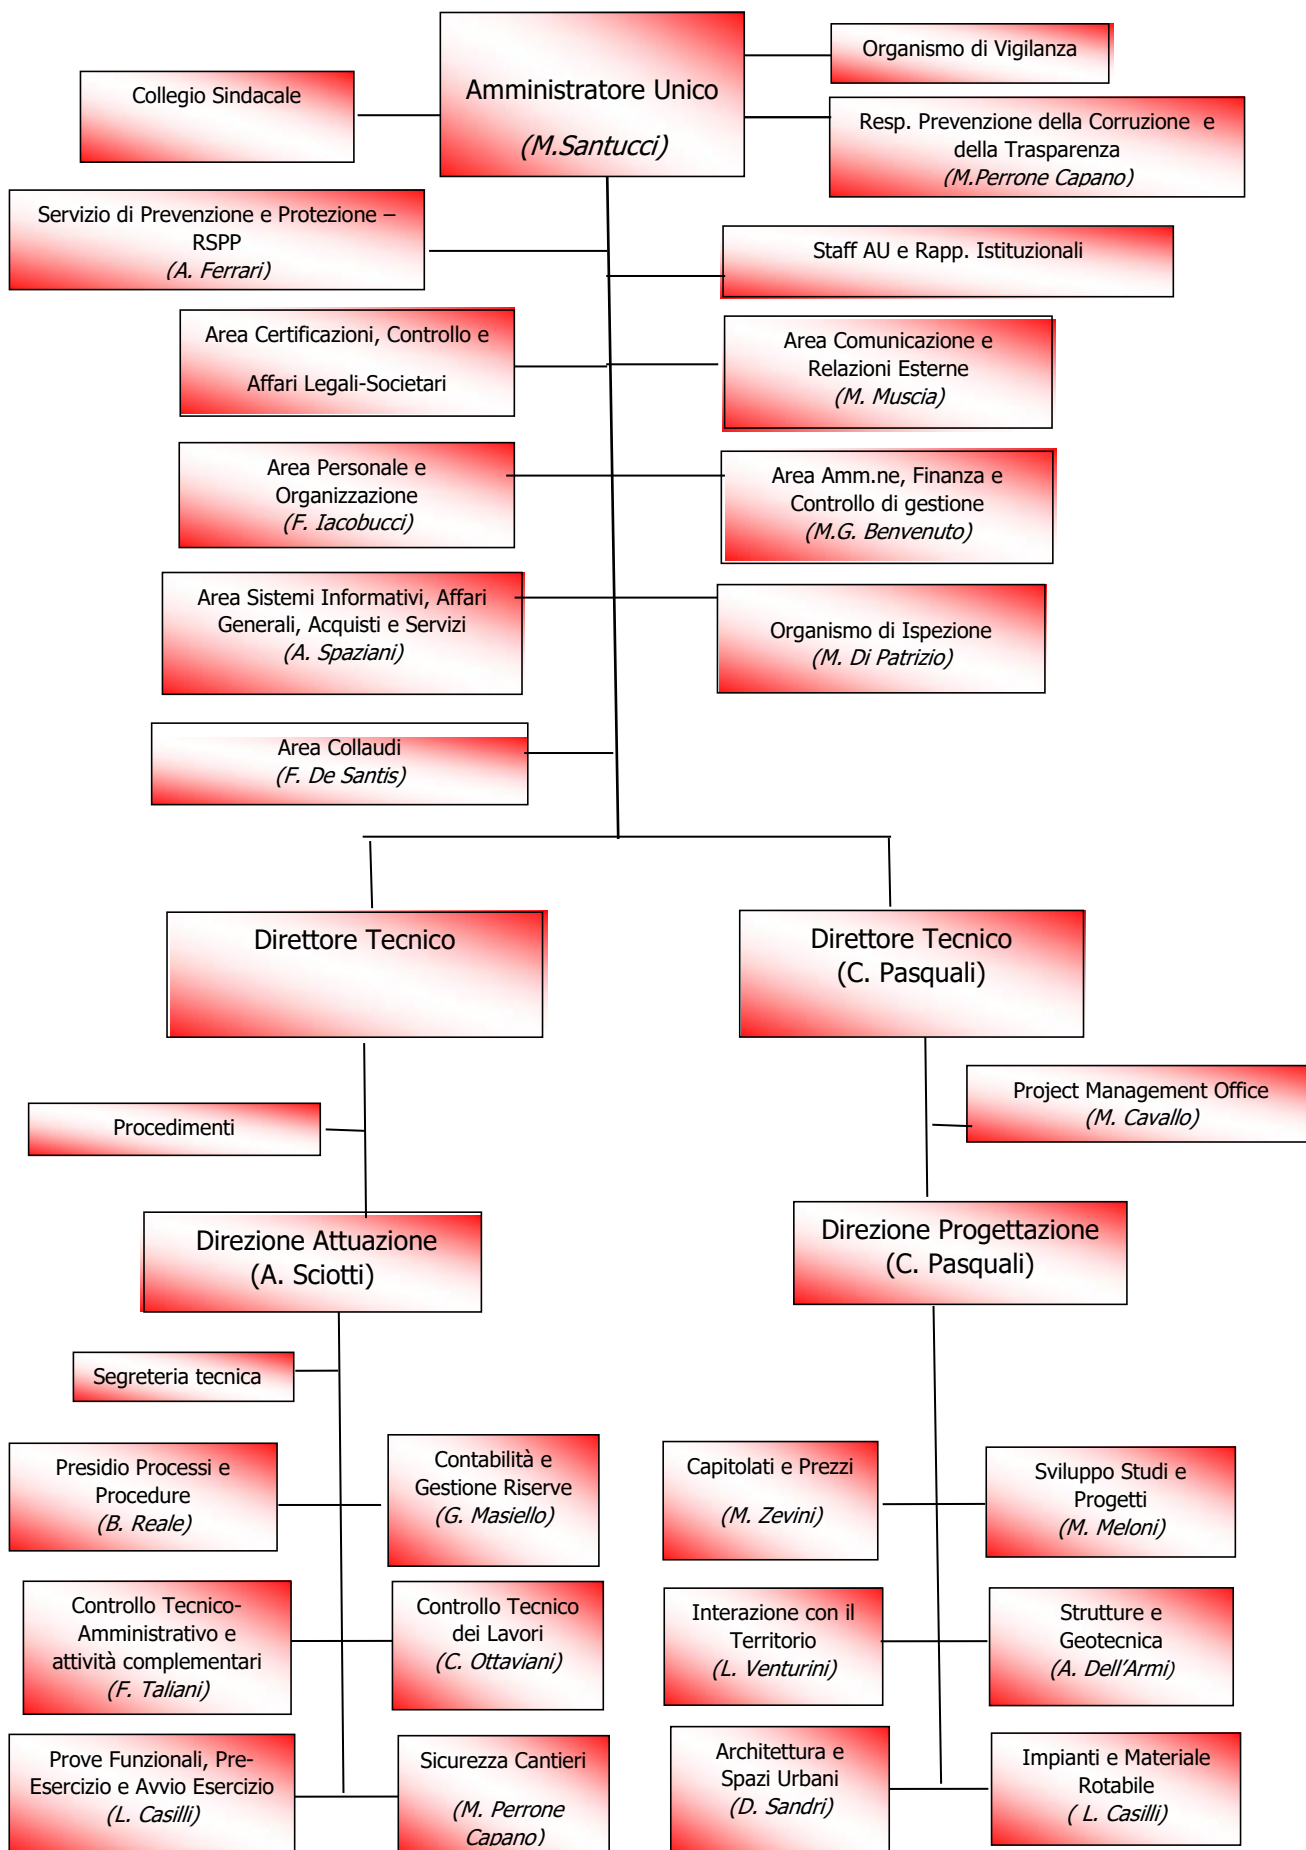 Amministratore Unico
(M.Santucci)
Organismo di Vigilanza
Collegio Sindacale
Resp. Prevenzione della Corruzione e
della Trasparenza
(M.Perrone Capano)
Servizio di Prevenzione e Protezione –
RSPP
(A. Ferrari)
Staff AU e Rapp. Istituzionali
Area Certificazioni, Controllo e
Affari Legali-Societari
Area Comunicazione e
Relazioni Esterne
(M. Muscia)
Area Personale e
Organizzazione
(F. Iacobucci)
Area Amm.ne, Finanza e
Controllo di gestione
(M.G. Benvenuto)
Area Sistemi Informativi, Affari
Generali, Acquisti e Servizi
(A. Spaziani)
Organismo di Ispezione
(M. Di Patrizio)
Area Collaudi
(F. De Santis)
Direttore Tecnico
Direttore Tecnico
(C. Pasquali)
Procedimenti
Project Management Office
(M. Cavallo)
Direzione Attuazione
(A. Sciotti)
Direzione Progettazione
(C. Pasquali)
Segreteria tecnica
Presidio Processi e
Procedure
(B. Reale)
Contabilità e
Gestione Riserve
(G. Masiello)
Capitolati e Prezzi
(M. Zevini)
Sviluppo Studi e
Progetti
(M. Meloni)
Controllo Tecnico-
Amministrativo e
attività complementari
(F. Taliani)
Controllo Tecnico
dei Lavori
(C. Ottaviani)
Interazione con il
Territorio
(L. Venturini)
Strutture e
Geotecnica
(A. Dell'Armi)
Prove Funzionali, Pre-
Esercizio e Avvio Esercizio
(L. Casilli)
Sicurezza Cantieri
(M. Perrone
Capano)
Architettura e
Spazi Urbani
(D. Sandri)
Impianti e Materiale
Rotabile
( L. Casilli)